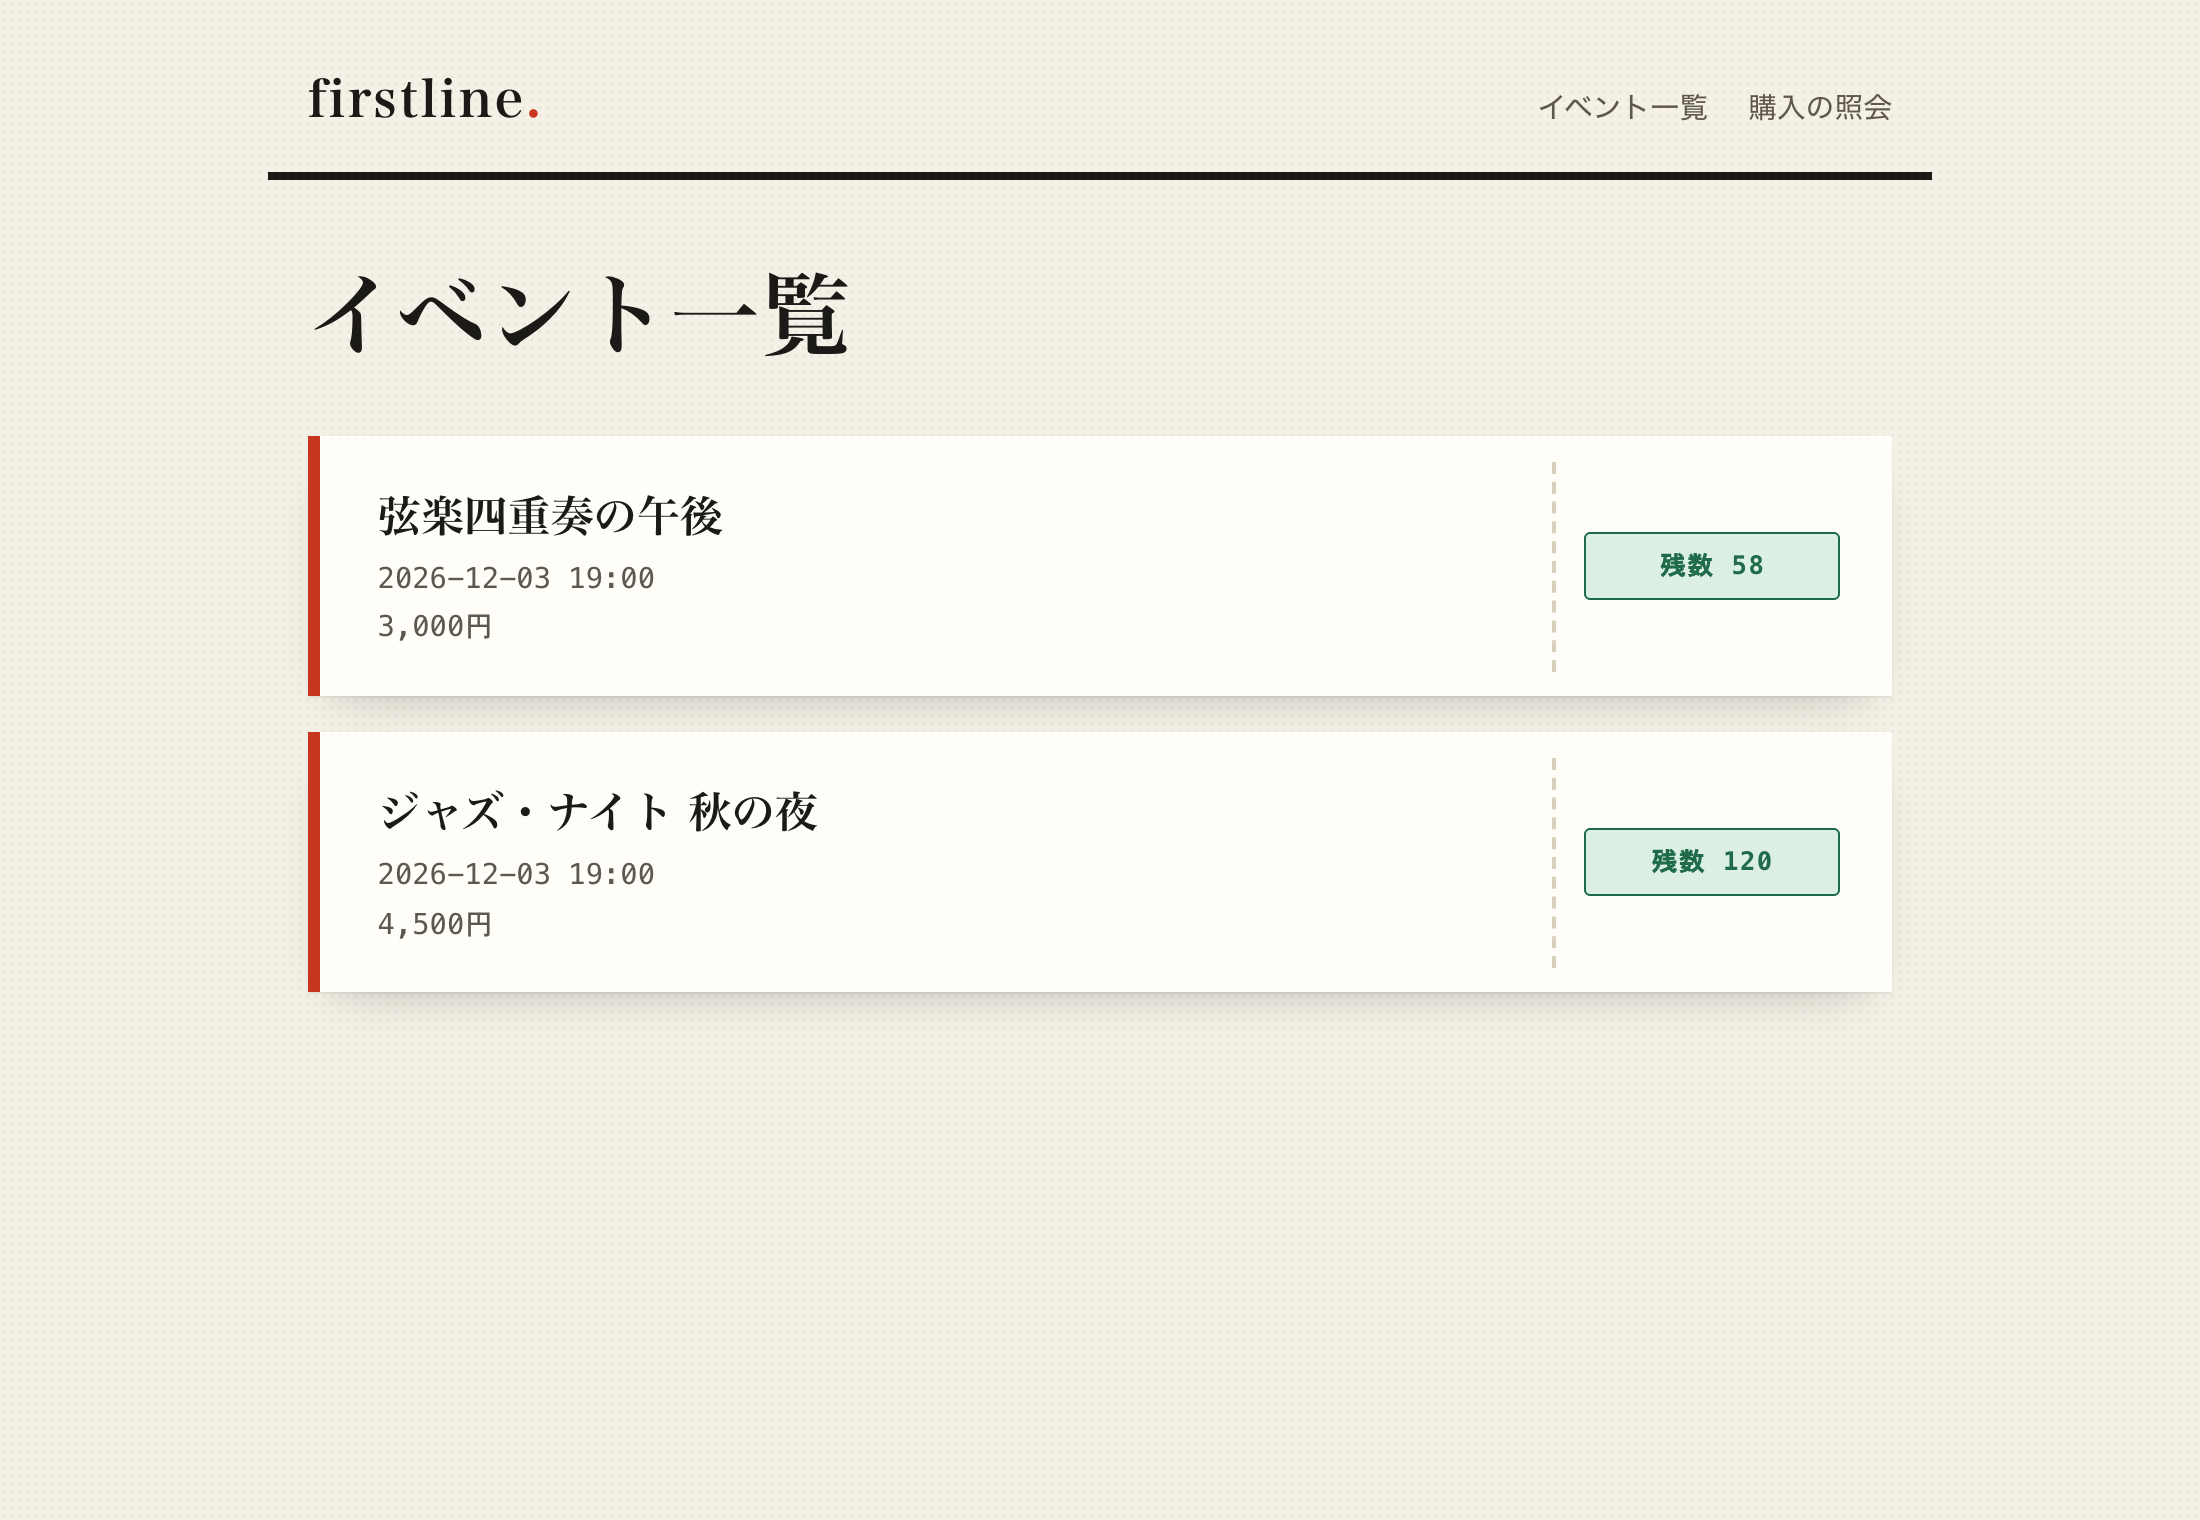 firstline.
イベント一覧 購入の照会
イベント一覧
弦楽四重奏の午後
2026-12-03 19:00
3,000円
残数 58
ジャズ・ナイト 秋の夜
2026-12-03 19:00
4,500円
残数 120